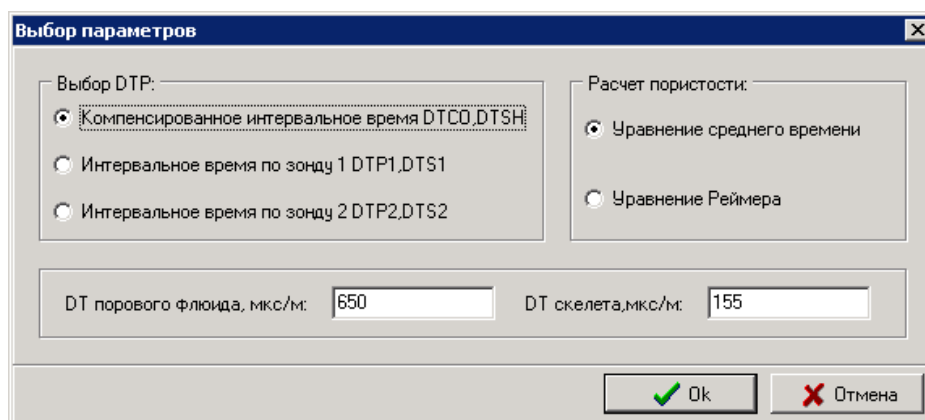 Выбор параметров
Выбор DTP:
Компенсированное интервальное время DTCO,DTSH
Интервальное время по зонду 1 DTP1,DTS1
Интервальное время по зонду 2 DTP2,DTS2
Расчет пористости:
Уравнение среднего времени
Уравнение Реймера
DT порового флюида, мкс/м: 650
DT скелета,мкс/м: 155
Ok
Отмена